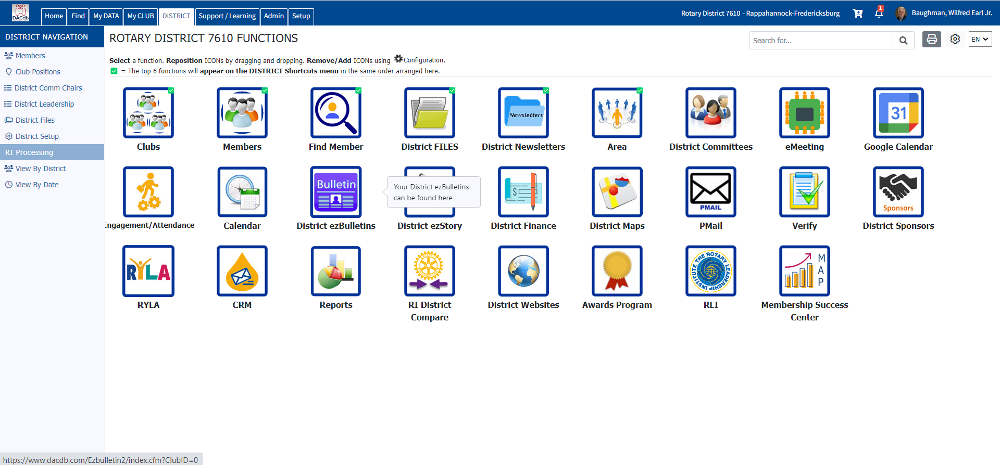 DACdb
Home
Find
My DATA
My CLUB
DISTRICT
Support / Learning
Admin
Setup
Rotary District 7610 - Rappahannock-Fredericksburg
1
Baughman, Wilfred Earl Jr.
DISTRICT NAVIGATION
Members
Club Positions
District Comm Chairs
District Leadership
District Files
District Setup
RI Processing
View By District
View By Date
ROTARY DISTRICT 7610 FUNCTIONS
Search for...
EN
Select a function. Reposition ICONs by dragging and dropping. Remove/Add ICONs using Configuration.
= The top 6 functions will appear on the DISTRICT Shortcuts menu in the same order arranged here.
Newsletters
31
Clubs
Members
Find Member
District FILES
District Newsletters
Area
District Committees
eMeeting
Google Calendar
Bulletin
Your District ezBulletins
can be found here
$
PMAIL
Sponsors
Engagement/Attendance
Calendar
District ezBulletins
District ezStory
District Finance
District Maps
PMail
Verify
District Sponsors
RYLA
ROTARY
INTERNATIONAL
THE ROTARY LEADERSHIP INSTITUTE
MAP
RYLA
CRM
Reports
RI District
Compare
District Websites
Awards Program
RLI
Membership Success
Center
https://www.dacdb.com/Ezbulletin2/index.cfm?ClubID=0